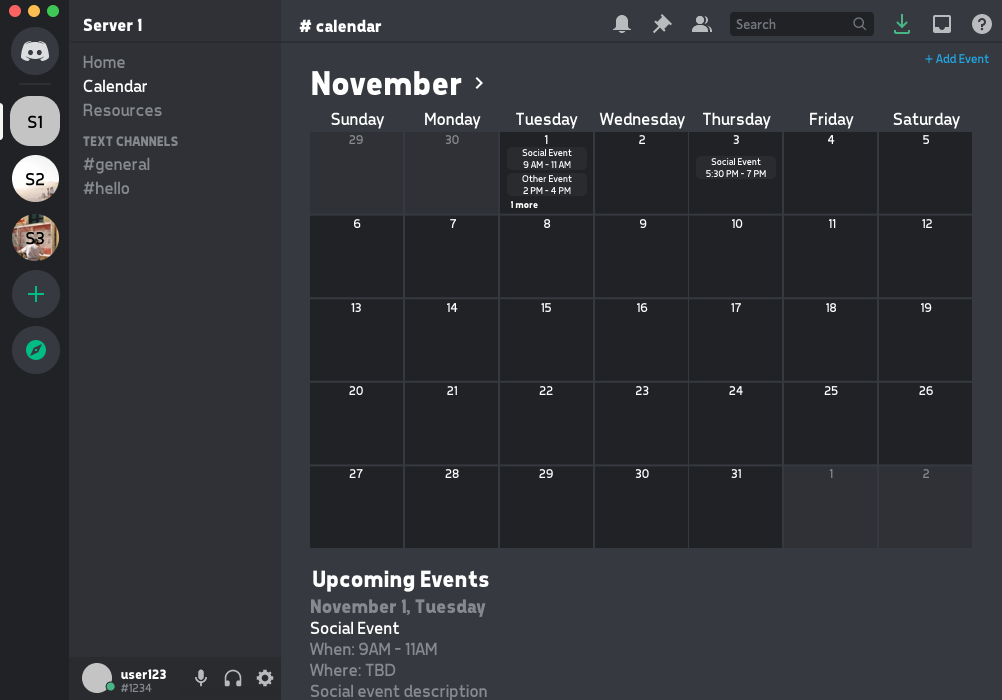 Server 1
# calendar
Search
+ Add Event
S1
S2
S3
Home
Calendar
Resources
TEXT CHANNELS
#general
#hello
November
Sunday Monday Tuesday Wednesday Thursday Friday Saturday
29 30 1 2 3 4 5
Social Event
9 AM - 11 AM
Other Event
2 PM - 4 PM
1 more
Social Event
5:30 PM - 7 PM
6 7 8 9 10 11 12
13 14 15 16 17 18 19
20 21 22 23 24 25 26
27 28 29 30 31 1 2
Upcoming Events
November 1, Tuesday
Social Event
When: 9AM - 11AM
Where: TBD
Social event description
user123
#1234